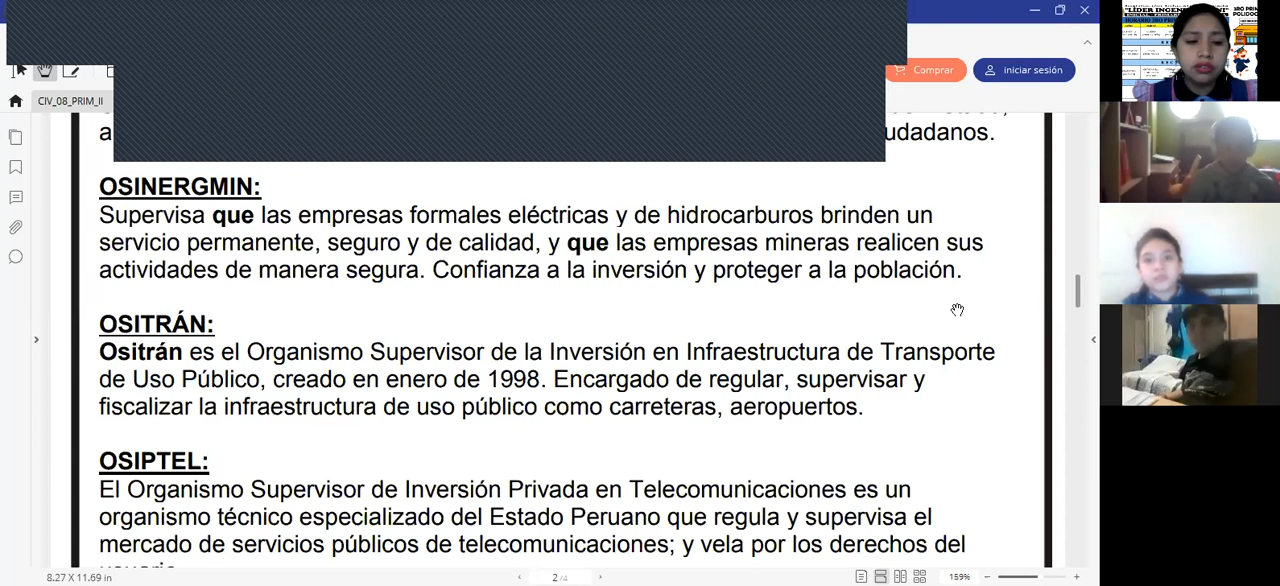 Comprar
iniciar sesión
CIV_08_PRIM_II
udadanos.
OSINERGMIN:
Supervisa que las empresas formales eléctricas y de hidrocarburos brinden un
servicio permanente, seguro y de calidad, y que las empresas mineras realicen sus
actividades de manera segura. Confianza a la inversión y proteger a la población.
OSITRÁN:
Ositrán es el Organismo Supervisor de la Inversión en Infraestructura de Transporte
de Uso Público, creado en enero de 1998. Encargado de regular, supervisar y
fiscalizar la infraestructura de uso público como carreteras, aeropuertos.
OSIPTEL:
El Organismo Supervisor de Inversión Privada en Telecomunicaciones es un
organismo técnico especializado del Estado Peruano que regula y supervisa el
mercado de servicios públicos de telecomunicaciones; y vela por los derechos del
8.27 x 11.69 in
2 /4
159%